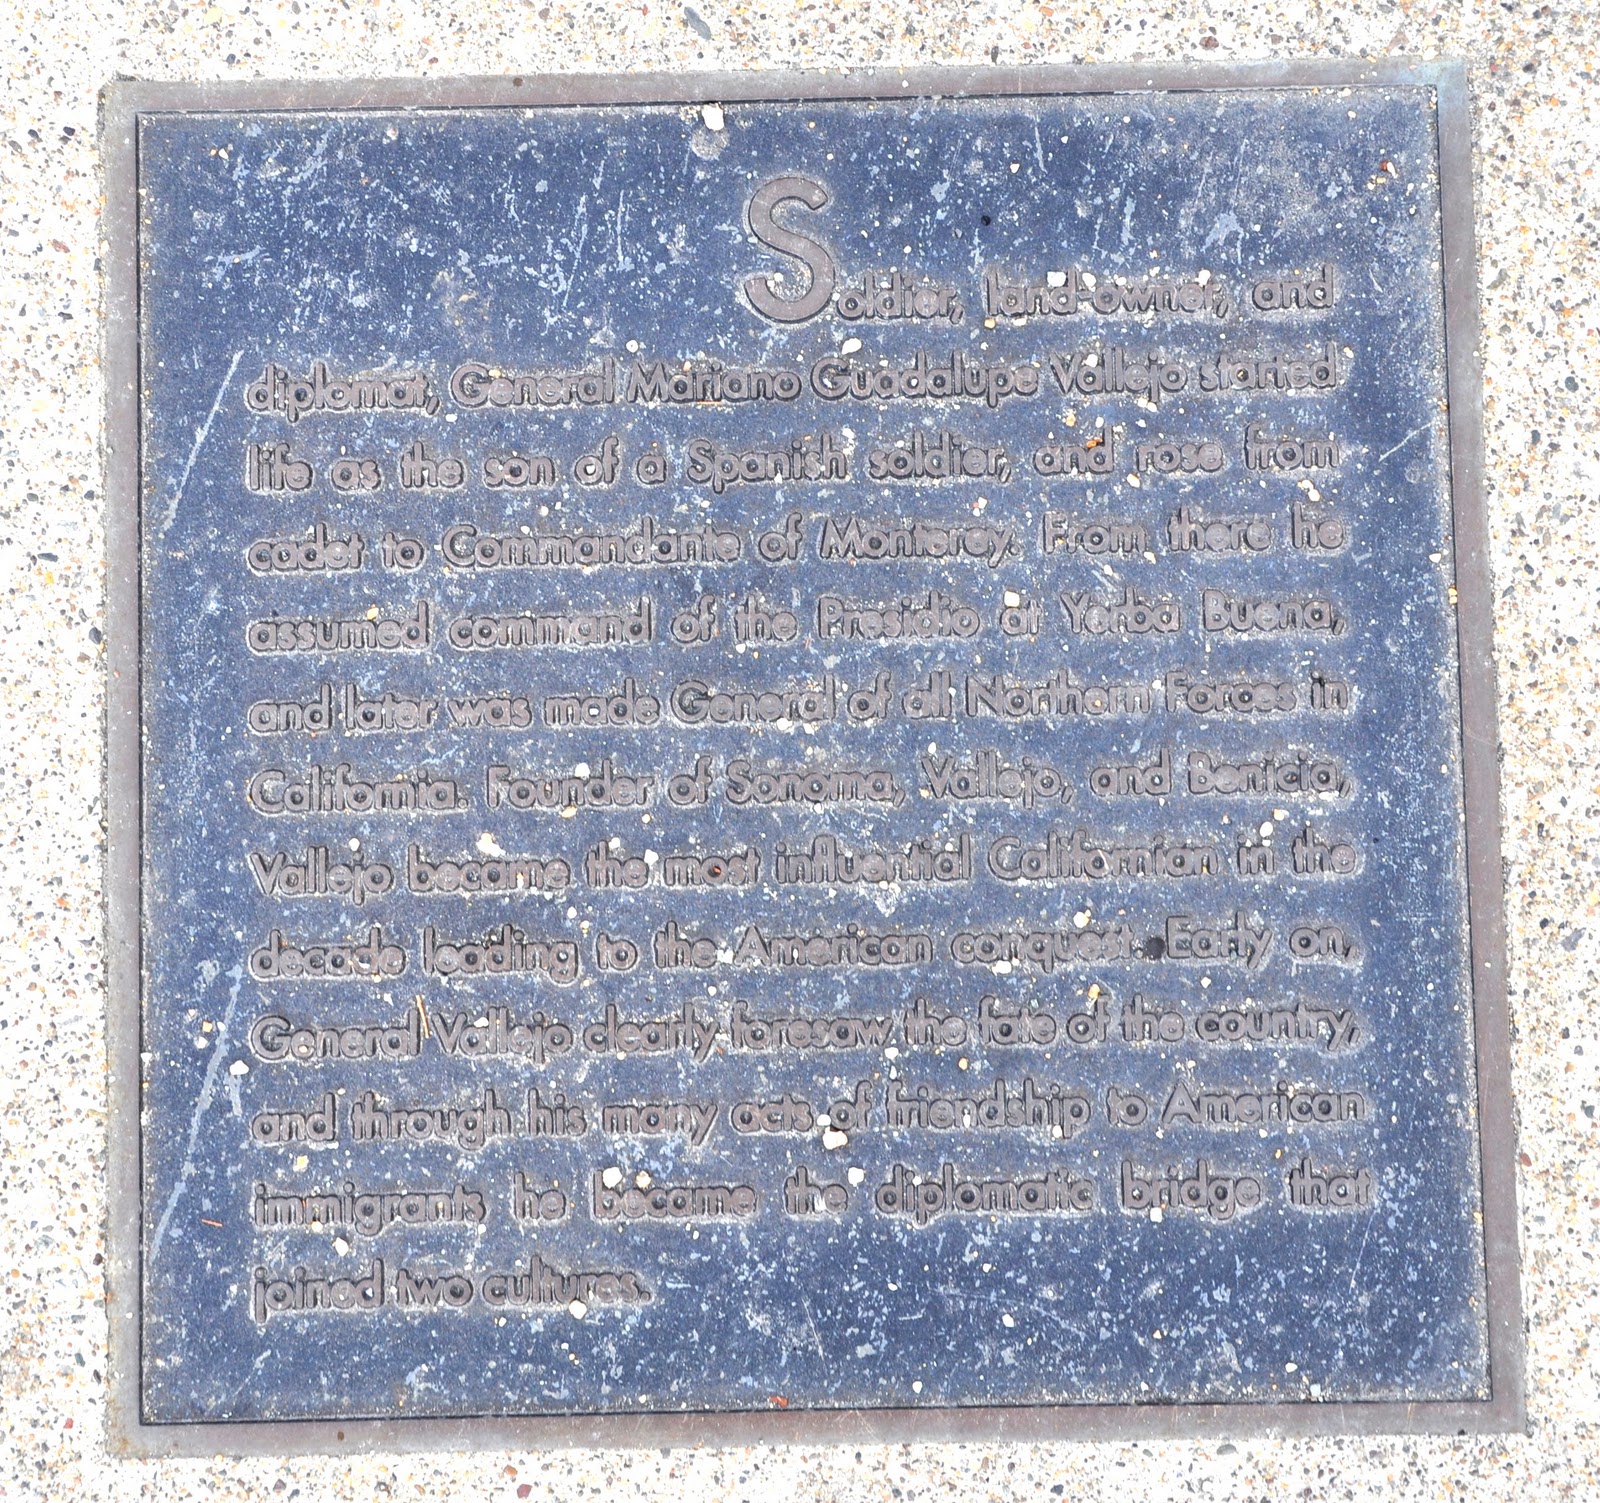 Soldier, land-owner, and
diplomat, General Mariano Guadalupe Vallejo started
life as the son of a Spanish soldier, and rose from
cadet to Commandante of Monterey. From there he
assumed command of the Presidio at Yerba Buena,
and later was made General of all Northern Forces in
California. Founder of Sonoma, Vallejo, and Benicia,
Vallejo became the most influential Californian in the
decade leading to the American conquest. Early on,
General Vallejo clearly foresaw the fate of the country,
and through his many acts of friendship to American
immigrants he became the diplomatic bridge that
joined two cultures.